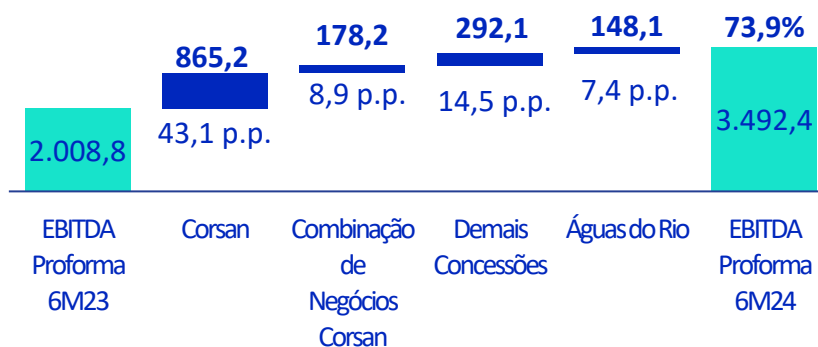 865,2
178,2
292,1
148,1
73,9%
43,1 p.p.
8,9 p.p.
14,5 p.p.
7,4 p.p.
2.008,8
3.492,4
EBITDA
Proforma
6M23
Corsan
Combinação
de
Negócios
Corsan
Demais
Concessões
Águas do Rio
EBITDA
Proforma
6M24